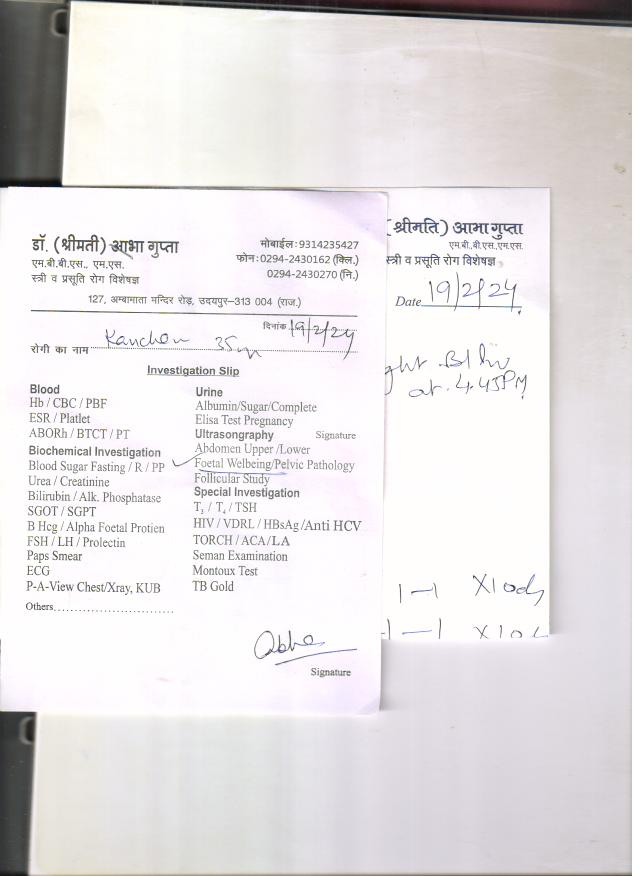 डॉ. (श्रीमती) आभा गुप्ता
एम.बी.बी.एस., एम.एस.
स्त्री व प्रसूति रोग विशेषज्ञ
मोबाईल:9314235427
फोन:0294-2430162 (क्लि.)
0294-2430270 (नि.)
127, अम्बामाता मन्दिर रोड़, उदयपुर-313 004 (राज.)
दिनांक 19/2/24
रोगी का नाम Kanchan 35
Investigation Slip
Blood
Hb / CBC / PBF
ESR / Platlet
ABORh / BTCT / PT
Biochemical Investigation
Blood Sugar Fasting / R / PP
Urea / Creatinine
Bilirubin / Alk. Phosphatase
SGOT / SGPT
B Hcg / Alpha Foetal Protien
FSH / LH / Prolectin
Paps Smear
ECG
P-A-View Chest/Xray, KUB
Others............................
Urine
Albumin/Sugar/Complete
Elisa Test Pregnancy
Ultrasongraphy Signature
Abdomen Upper /Lower
Foetal Welbeing/Pelvic Pathology
Follicular Study
Special Investigation
T3 / T4 / TSH
HIV / VDRL / HBsAg/Anti HCV
TORCH / ACA/LA
Seman Examination
Montoux Test
TB Gold
Abha
Signature
(श्रीमति) आभा गुप्ता
एम.बी.,बी.एस.,एम.एस.
स्त्री व प्रसूति रोग विशेषज्ञ
Date 19/2/24
at 4.45PM
1-1 X10dy
1-1 X10d